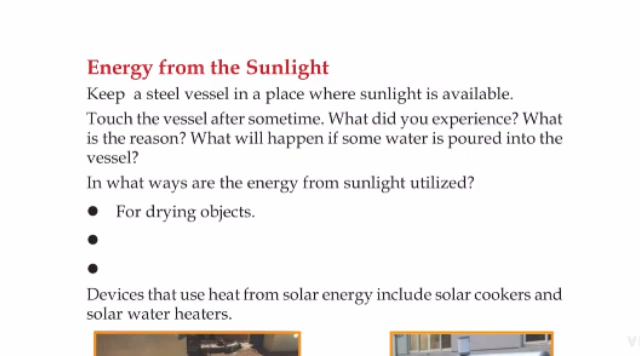 Energy from the Sunlight
Keep a steel vessel in a place where sunlight is available.
Touch the vessel after sometime. What did you experience? What
is the reason? What will happen if some water is poured into the
vessel?
In what ways are the energy from sunlight utilized?
● For drying objects.
●
●
Devices that use heat from solar energy include solar cookers and
solar water heaters.